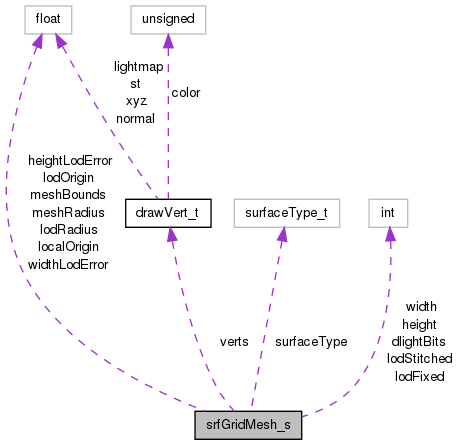 float
unsigned
lightmap
st
xyz
normal
color
heightLodError
lodOrigin
meshBounds
meshRadius
lodRadius
localOrigin
widthLodError
drawVert_t
surfaceType_t
int
verts
surfaceType
width
height
dlightBits
lodStitched
lodFixed
srfGridMesh_s